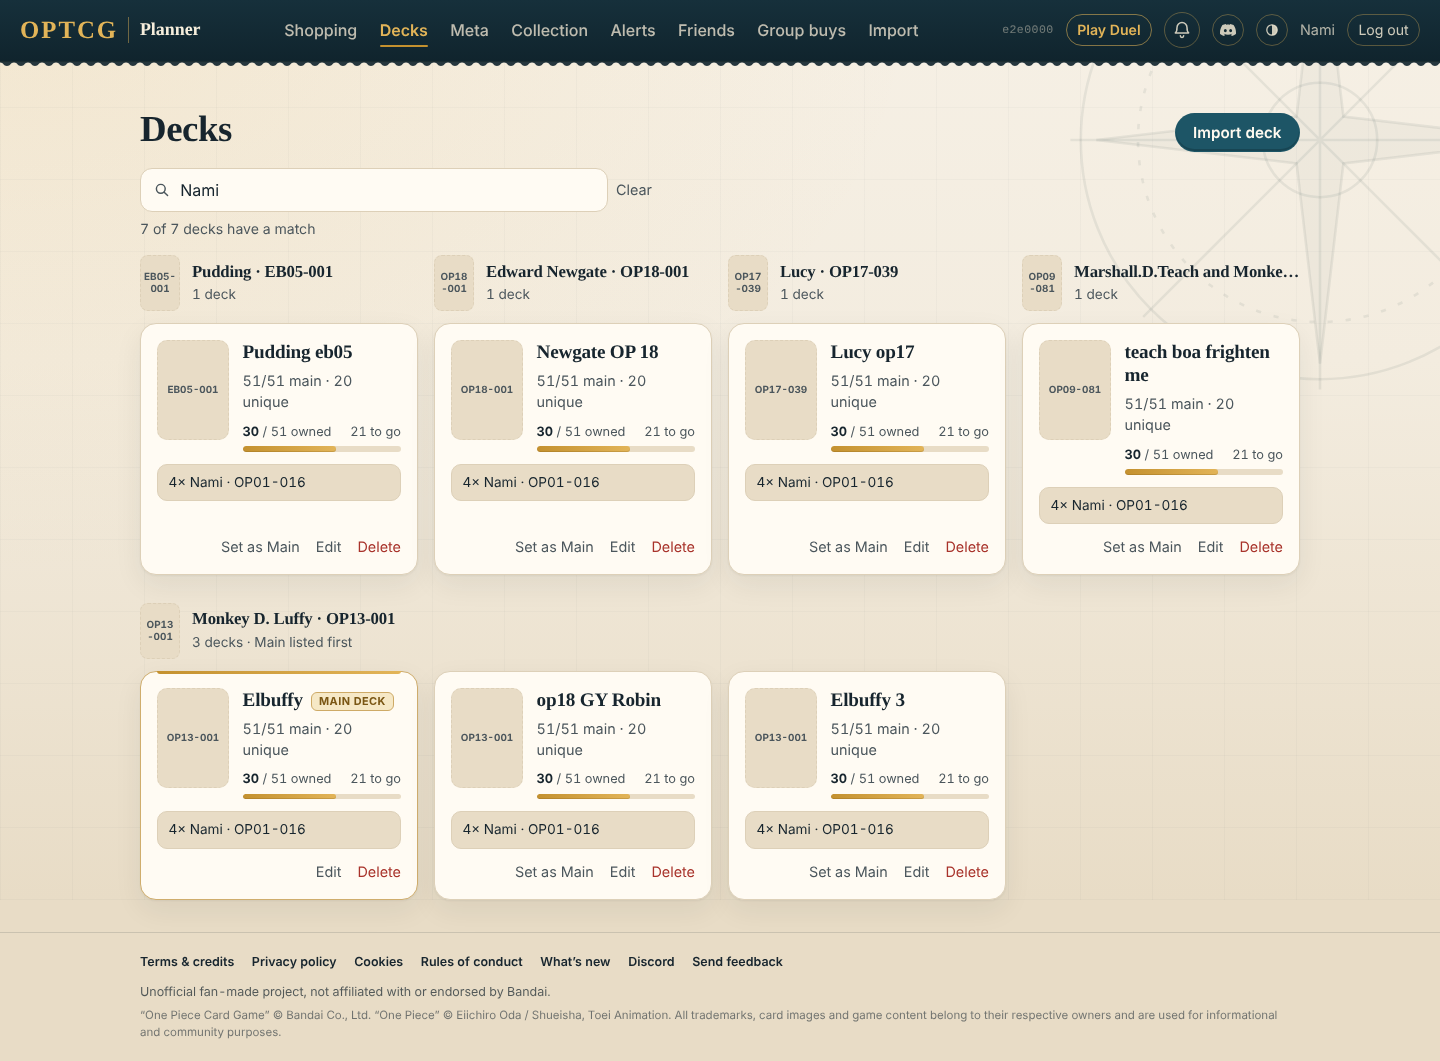 OPTCG Planner
Shopping Decks Meta Collection Alerts Friends Group buys Import
e2e0000 Play Duel Nami Log out
Decks
Import deck
Nami
Clear
7 of 7 decks have a match
EB05-001
Pudding · EB05-001
1 deck
OP18-001
Edward Newgate · OP18-001
1 deck
OP17-039
Lucy · OP17-039
1 deck
OP09-081
Marshall.D.Teach and Monke…
1 deck
EB05-001
Pudding eb05
51/51 main · 20
unique
30 / 51 owned 21 to go
4× Nami · OP01-016
Set as Main Edit Delete
OP18-001
Newgate OP 18
51/51 main · 20
unique
30 / 51 owned 21 to go
4× Nami · OP01-016
Set as Main Edit Delete
OP17-039
Lucy op17
51/51 main · 20
unique
30 / 51 owned 21 to go
4× Nami · OP01-016
Set as Main Edit Delete
OP09-081
teach boa frighten
me
51/51 main · 20
unique
30 / 51 owned 21 to go
4× Nami · OP01-016
Set as Main Edit Delete
OP13-001
Monkey D. Luffy · OP13-001
3 decks · Main listed first
OP13-001
Elbuffy MAIN DECK
51/51 main · 20
unique
30 / 51 owned 21 to go
4× Nami · OP01-016
Edit Delete
OP13-001
op18 GY Robin
51/51 main · 20
unique
30 / 51 owned 21 to go
4× Nami · OP01-016
Set as Main Edit Delete
OP13-001
Elbuffy 3
51/51 main · 20
unique
30 / 51 owned 21 to go
4× Nami · OP01-016
Set as Main Edit Delete
Terms & credits Privacy policy Cookies Rules of conduct What's new Discord Send feedback
Unofficial fan-made project, not affiliated with or endorsed by Bandai.
“One Piece Card Game” © Bandai Co., Ltd. “One Piece” © Eiichiro Oda / Shueisha, Toei Animation. All trademarks, card images and game content belong to their respective owners and are used for informational
and community purposes.